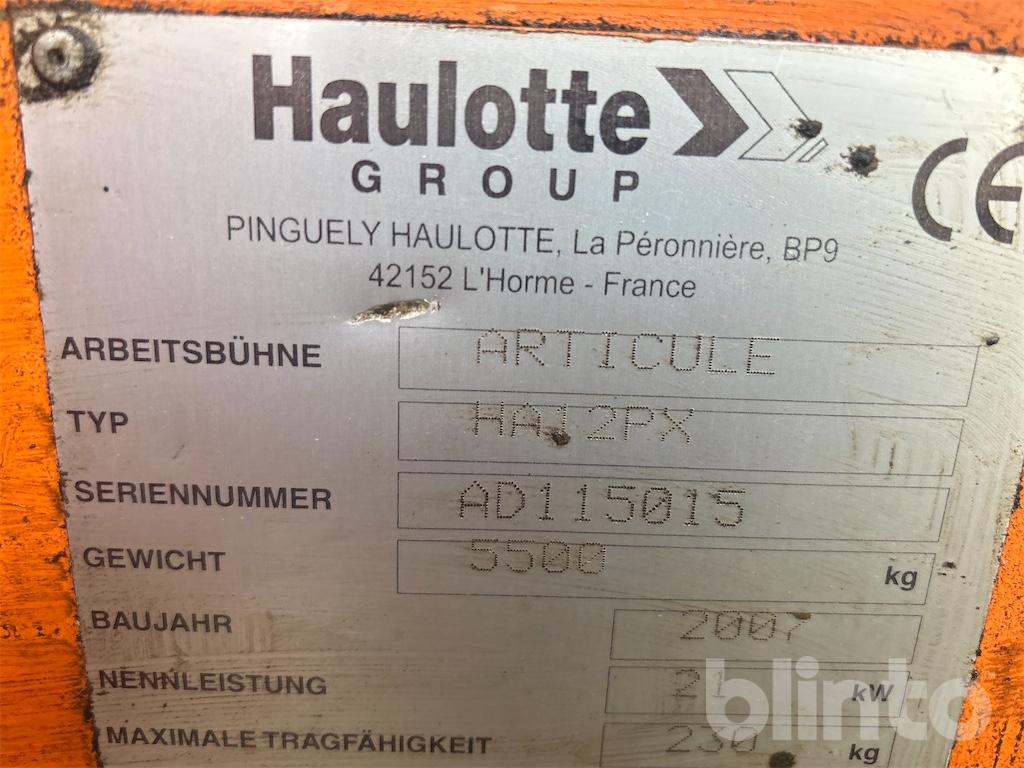 Haulotte
GROUP
CE
PINGUELY HAULOTTE, La Péronnière, BP9
42152 L'Horme - France
ARBEITSBÜHNE ARTICULE
TYP HA12PX
SERIENNUMMER AD115015
GEWICHT 5500 kg
BAUJAHR 2007
NENNLEISTUNG 21 kW
MAXIMALE TRAGFÄHIGKEIT 230 kg
blinto